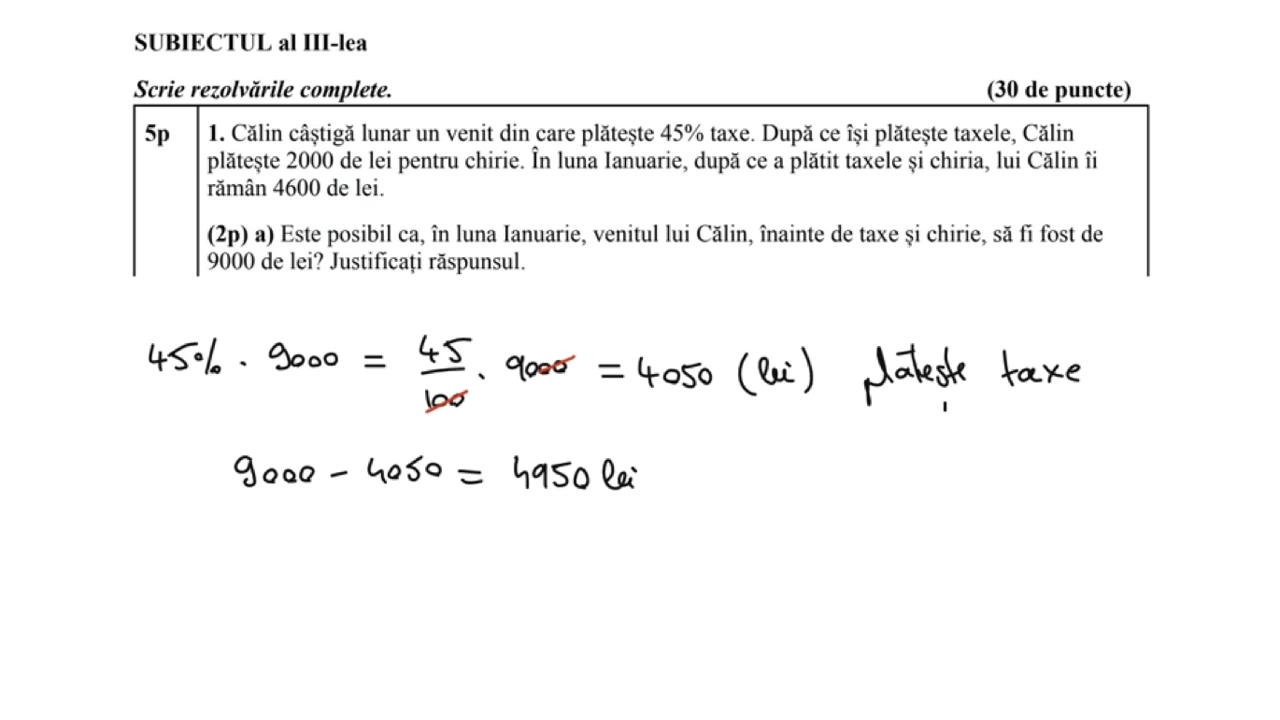 SUBIECTUL al III-lea
Scrie rezolvările complete. (30 de puncte)
5p 1. Călin câștigă lunar un venit din care plătește 45% taxe. După ce își plătește taxele, Călin
plătește 2000 de lei pentru chirie. În luna Ianuarie, după ce a plătit taxele și chiria, lui Călin îi
rămân 4600 de lei.
(2p) a) Este posibil ca, în luna Ianuarie, venitul lui Călin, înainte de taxe și chirie, să fi fost de
9000 de lei? Justificați răspunsul.
45% · 9000 = 45/100 · 9000 = 4050 (lei) plătește taxe
9000 - 4050 = 4950 lei